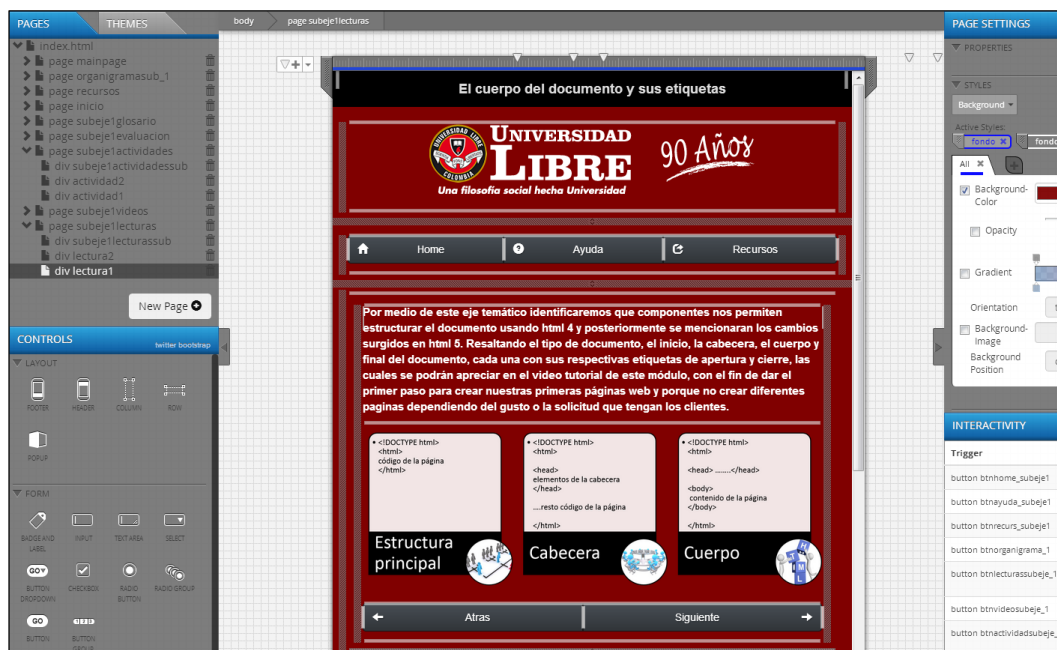 PAGES
THEMES
index.html
page mainpage
page organigramasub_1
page recursos
page inicio
page subeje1glosario
page subeje1evaluacion
page subeje1actividades
div subeje1actividadessub
div actividad2
div actividad1
page subeje1videos
page subeje1lecturas
div subeje1lecturassub
div lectura2
div lectura1
New Page
CONTROLS
twitter bootstrap
LAYOUT
FOOTER
HEADER
COLUMN
ROW
POPUP
FORM
BADGE AND LABEL
INPUT
TEXT AREA
SELECT
GO
BUTTON DROPDOWN
CHECKBOX
RADIO BUTTON
RADIO GROUP
GO
1 2 3
BUTTON
BUTTON GROUP
body
page subeje1lecturas
El cuerpo del documento y sus etiquetas
UNIVERSIDAD LIBRE
COLOMBIA
UNIVERSIDAD
LIBRE
Una filosofía social hecha Universidad
90 Años
Home
Ayuda
Recursos
Por medio de este eje temático identificaremos que componentes nos permiten
estructurar el documento usando html 4 y posteriormente se mencionaran los cambios
surgidos en html 5. Resaltando el tipo de documento, el inicio, la cabecera, el cuerpo y
final del documento, cada una con sus respectivas etiquetas de apertura y cierre, las
cuales se podrán apreciar en el video tutorial de este módulo, con el fin de dar el
primer paso para crear nuestras primeras páginas web y porque no crear diferentes
paginas dependiendo del gusto o la solicitud que tengan los clientes.
• <!DOCTYPE html>
<html>
código de la página
</html>
Estructura
principal
• <!DOCTYPE html>
<html>
<head>
elementos de la cabecera
</head>
....resto código de la página
</html>
Cabecera
• <!DOCTYPE html>
<html>
<head> ........</head>
<body>
contenido de la página
</body>
</html>
Cuerpo
H T M L
Atras
Siguiente
PAGE SETTINGS
PROPERTIES
STYLES
Background
Active Styles:
fondo
fondo
All
Background-
Color
Opacity
Gradient
Orientation
Background-
Image
Background
Position
INTERACTIVITY
Trigger
button btnhome_subeje1
button btnayuda_subeje1
button btnrecurs_subeje1
button btnorganigrama_1
button btnlecturassubeje_1
button btnvideosubeje_1
button btnactividadsubeje_